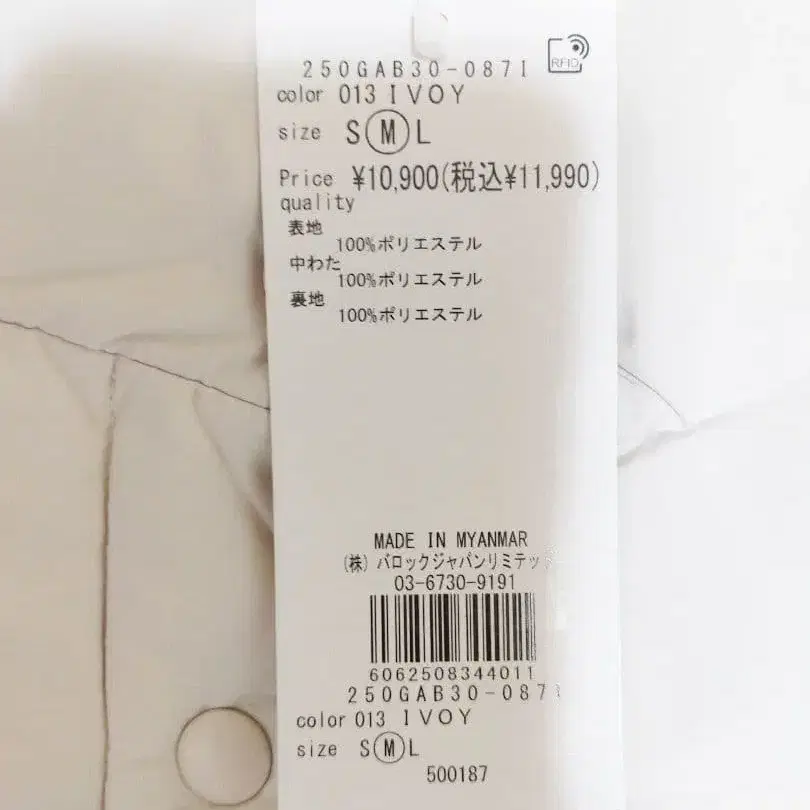 250GAB30-087I
RFID
color 013 IVOY
size S M L
Price ¥10,900(税込¥11,990)
quality
表地
100%ポリエステル
中わた
100%ポリエステル
裏地
100%ポリエステル
MADE IN MYANMAR
(株)バロックジャパンリミテッ
03-6730-9191
6062508344011
250GAB30-087
color 013 IVOY
size S M L
500187